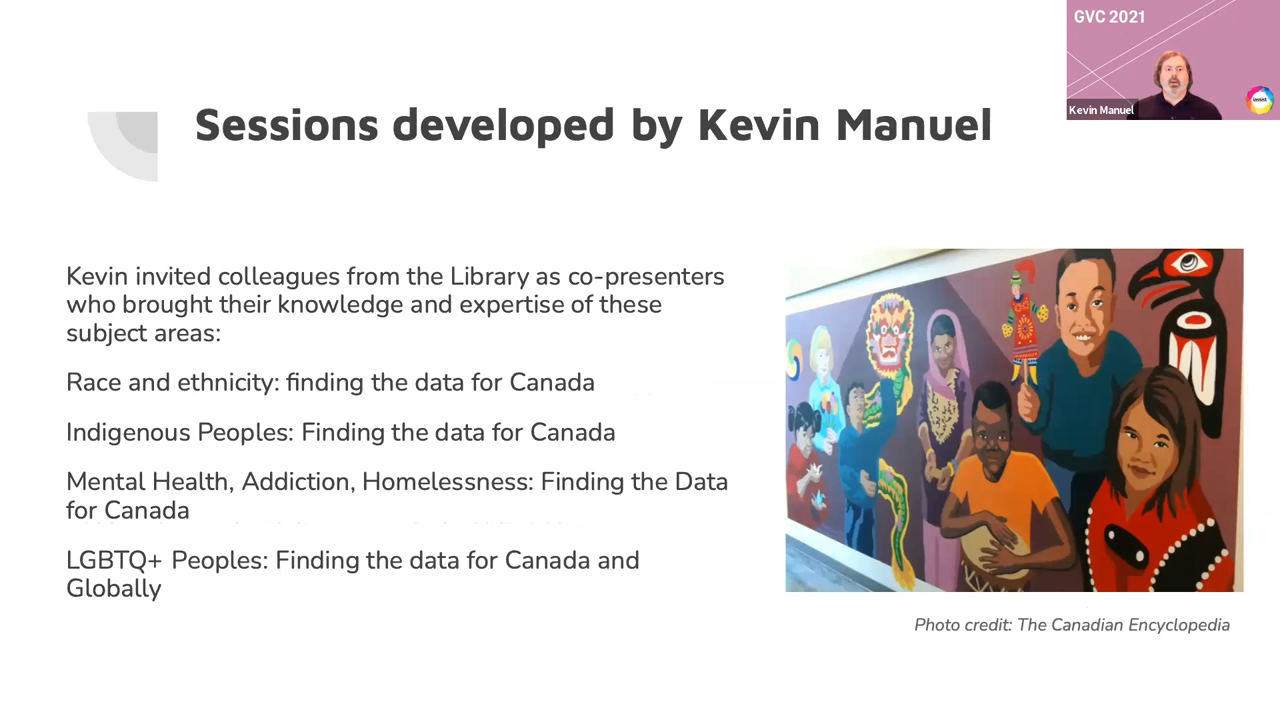 GVC 2021
Kevin Manuel
Sessions developed by Kevin Manuel
Kevin invited colleagues from the Library as co-presenters
who brought their knowledge and expertise of these
subject areas:
Race and ethnicity: finding the data for Canada
Indigenous Peoples: Finding the data for Canada
Mental Health, Addiction, Homelessness: Finding the Data
for Canada
LGBTQ+ Peoples: Finding the data for Canada and
Globally
Photo credit: The Canadian Encyclopedia